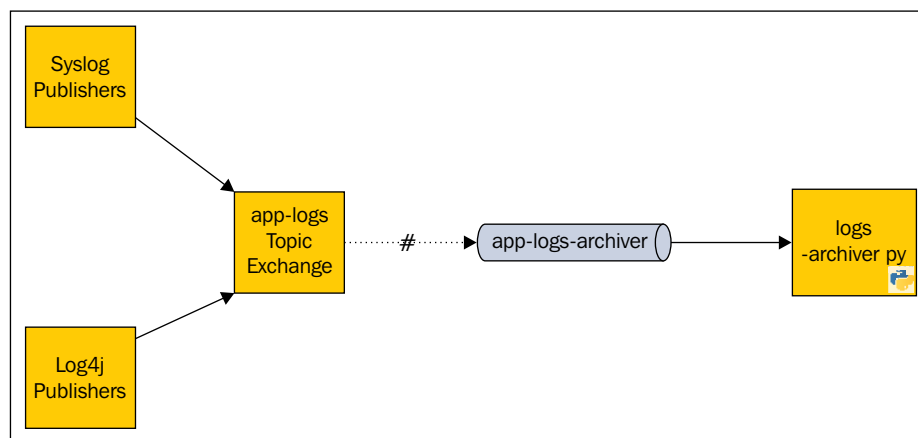 Syslog
Publishers
app-logs
Topic
Exchange
#
app-logs-archiver
logs
-archiver py
Log4j
Publishers